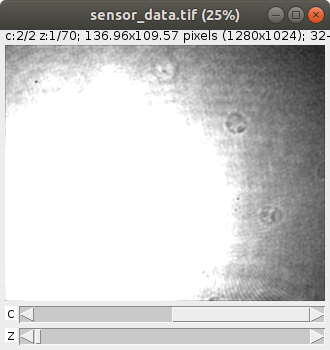 sensor_data.tif (25%)
c:2/2 z:1/70; 136.96x109.57 pixels (1280x1024); 32-
C
Z